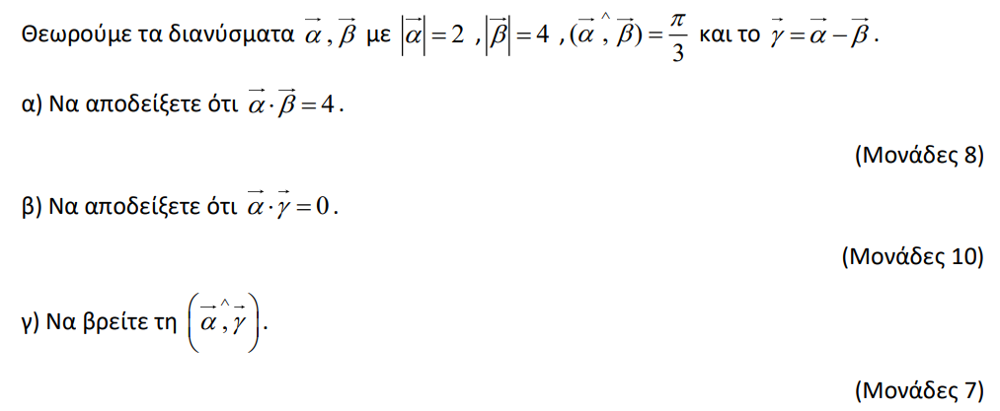 Θεωρούμε τα διανύσματα $\vec{\alpha}, \vec{\beta}$ με $|\vec{\alpha}|=2$ , $|\vec{\beta}|=4$ , $(\widehat{\vec{\alpha}, \vec{\beta}})=\frac{\pi}{3}$ και το $\vec{\gamma}=\vec{\alpha}-\vec{\beta}$.
α) Να αποδείξετε ότι $\vec{\alpha}\cdot\vec{\beta}=4$.
(Μονάδες 8)
β) Να αποδείξετε ότι $\vec{\alpha}\cdot\vec{\gamma}=0$.
(Μονάδες 10)
γ) Να βρείτε τη $\left(\widehat{\vec{\alpha}, \vec{\gamma}}\right)$.
(Μονάδες 7)